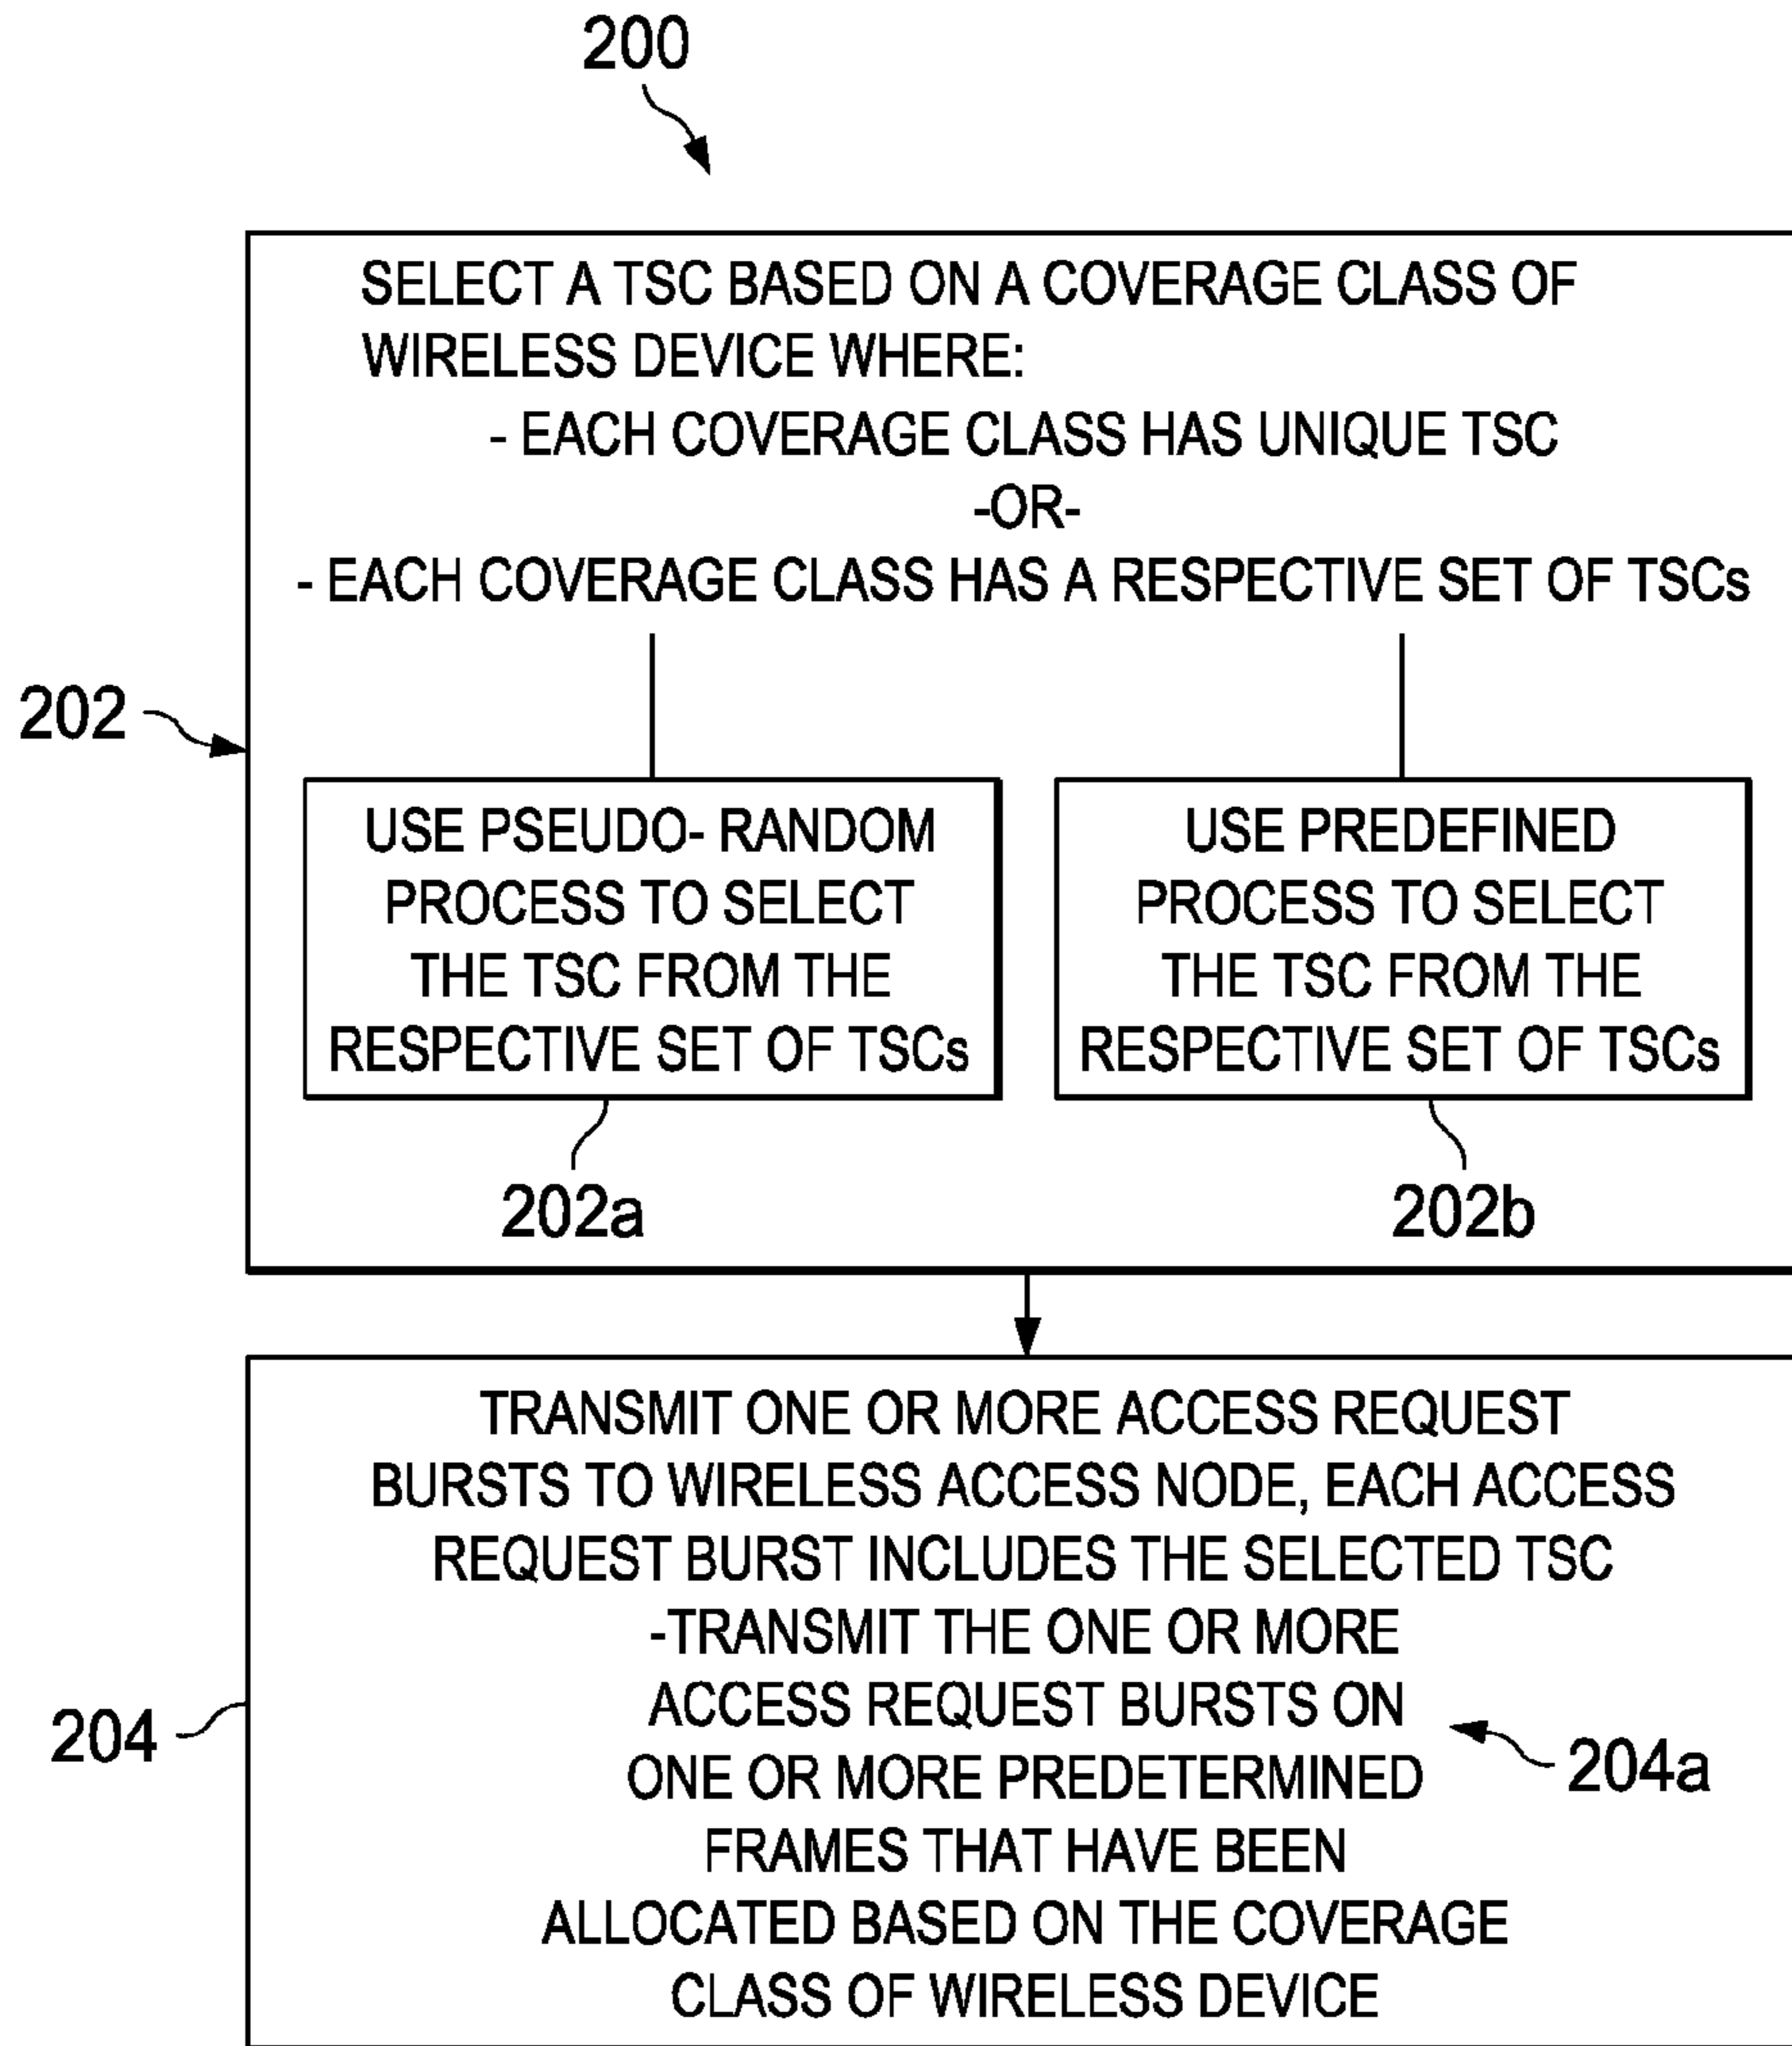 200
SELECT A TSC BASED ON A COVERAGE CLASS OF
WIRELESS DEVICE WHERE:
- EACH COVERAGE CLASS HAS UNIQUE TSC
-OR-
- EACH COVERAGE CLASS HAS A RESPECTIVE SET OF TSCs
202
USE PSEUDO- RANDOM
PROCESS TO SELECT
THE TSC FROM THE
RESPECTIVE SET OF TSCs
USE PREDEFINED
PROCESS TO SELECT
THE TSC FROM THE
RESPECTIVE SET OF TSCs
202a
202b
TRANSMIT ONE OR MORE ACCESS REQUEST
BURSTS TO WIRELESS ACCESS NODE, EACH ACCESS
REQUEST BURST INCLUDES THE SELECTED TSC
-TRANSMIT THE ONE OR MORE
ACCESS REQUEST BURSTS ON
ONE OR MORE PREDETERMINED
FRAMES THAT HAVE BEEN
ALLOCATED BASED ON THE COVERAGE
CLASS OF WIRELESS DEVICE
204
204a